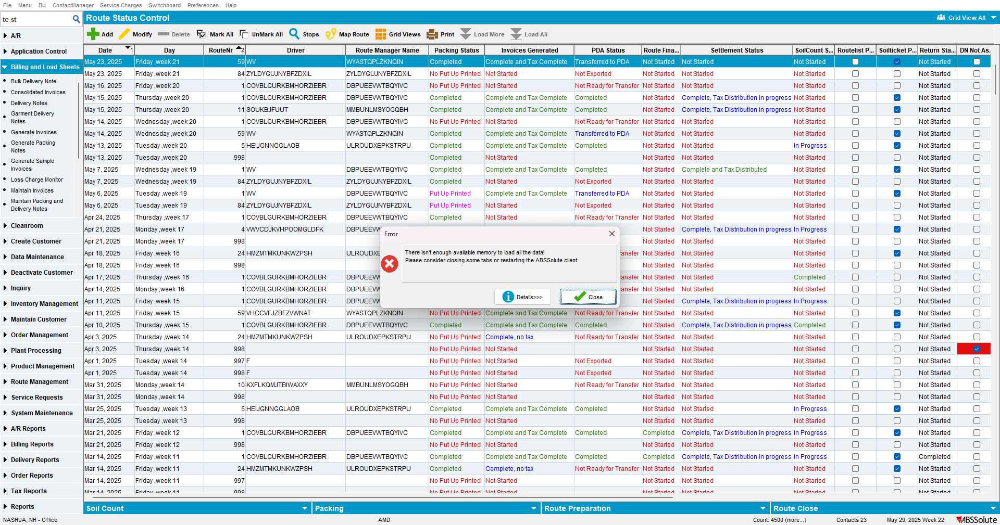 File Menu BU ContactManager Service Charges Switchboard Preferences Help
te st
Route Status Control
Grid View All
Add Modify Delete Mark All UnMark All Stops Map Route Grid Views Print Load More Load All
A/R
Application Control
Billing and Load Sheets
Bulk Delivery Note
Consolidated Invoices
Delivery Notes
Garment Delivery
Notes
Generate Invoices
Generate Packing
Notes
Generate Sample
Invoices
Loss Charge Monitor
Maintain Invoices
Maintain Packing and
Delivery Notes
Cleanroom
Create Customer
Data Maintenance
Deactivate Customer
Inquiry
Inventory Management
Maintain Customer
Order Management
Plant Processing
Product Management
Route Management
Service Requests
System Maintenance
A/R Reports
Billing Reports
Delivery Reports
Order Reports
Tax Reports
Reports
Date 1 Day RouteNr 2 Driver Route Manager Name Packing Status Invoices Generated PDA Status Route Fina... Settlement Status SoilCount S... Routelist P... Soilticket P... Return Sta... DN Not As.
May 23, 2025 Friday ,week 21 59 WV WYASTQPLZKNQIN Completed Complete and Tax Complete Transferred to PDA Not Started Not Started Not Started Not Started
May 23, 2025 Friday ,week 21 84 ZYLDYGUJNYBFZDXIL ZYLDYGUJNYBFZDXIL No Put Up Printed Not Started Not Exported Not Started Not Started Not Started Not Started
May 16, 2025 Friday ,week 20 1 COVBLGURKBMHORZIEBR DBPUEEVWTBQYIVC No Put Up Printed Not Started Not Ready for Transfer Not Started Not Started Not Started Not Started
May 15, 2025 Thursday ,week 20 1 COVBLGURKBMHORZIEBR DBPUEEVWTBQYIVC Completed Complete and Tax Complete Completed Not Started Complete, Tax Distribution in progress Not Started Not Started
May 15, 2025 Thursday ,week 20 11 SOUKBJFUUT MMBUNLMSYOGQBH Completed Complete and Tax Complete Completed Not Started Complete, Tax Distribution in progress Not Started Not Started
May 14, 2025 Wednesday ,week 20 1 COVBLGURKBMHORZIEBR DBPUEEVWTBQYIVC No Put Up Printed Not Started Not Ready for Transfer Not Started Not Started Not Started Not Started
May 14, 2025 Wednesday ,week 20 59 WV WYASTQPLZKNQIN Completed Complete and Tax Complete Transferred to PDA Not Started Not Started Not Started Not Started
May 13, 2025 Tuesday ,week 20 5 HEIJGNNGGLAOB ULROUDXEPKSTRPU Completed Complete and Tax Complete Completed Not Started Not Started In Progress Not Started
May 13, 2025 Tuesday ,week 20 998 Completed Not Started Not Started Not Started Not Started Not Started
May 7, 2025 Wednesday ,week 19 1 WV DBPUEEVWTBQYIVC Completed Complete and Tax Complete Completed Not Started Complete and Tax Distributed Not Started Not Started
May 7, 2025 Wednesday ,week 19 84 ZYLDYGUJNYBFZDXIL ZYLDYGUJNYBFZDXIL Completed Not Started Not Exported Not Started Not Started Not Started Not Started
May 6, 2025 Tuesday ,week 19 1 WV DBPUEEVWTBQYIVC Put Up Printed Complete and Tax Complete Transferred to PDA Not Started Not Started Not Started Not Started
May 6, 2025 Tuesday ,week 19 84 ZYLDYGUJNYBFZDXIL ZYLDYGUJNYBFZDXIL Put Up Printed Not Started Not Exported Not Started Not Started Not Started Not Started
Apr 24, 2025 Thursday ,week 17 1 COVBLGURKBMHORZIEBR DBPUEEVWTBQYIVC Completed Not Started Not Ready for Transfer Not Started Not Started Not Started Not Started
Apr 21, 2025 Monday ,week 17 4 VWVCDJKVHPOOMGLDFK DBPUEEVW Not Started Complete, Tax Distribution in progress In Progress Not Started
Apr 21, 2025 Monday ,week 17 998 Not Started Not Started Not Started Not Started
Apr 18, 2025 Friday ,week 16 24 HMZMTMKUNKWZPSH ULROUDXE ansfer Not Started Not Started Not Started Not Started
Apr 18, 2025 Friday ,week 16 998 Not Started Not Started Not Started Not Started
Apr 17, 2025 Thursday ,week 16 1 COVBLGURKBMHORZIEBR DBPUEEVW ansfer Not Started Not Started Completed Not Started
Apr 14, 2025 Monday ,week 16 1 COVBLGURKBMHORZIEBR DBPUEEVW ansfer Not Started Not Started Not Started Not Started
Apr 11, 2025 Friday ,week 15 1 COVBLGURKBMHORZIEBR DBPUEEVW Not Started Complete, Tax Distribution in progress In Progress Not Started
Apr 11, 2025 Friday ,week 15 59 VHCCVFJZBFZVWNAT WYASTQPLZKNQIN No Put Up Printed Complete and Tax Complete Not Ready for Transfer Not Started Not Started Not Started Not Started
Apr 10, 2025 Thursday ,week 15 1 COVBLGURKBMHORZIEBR DBPUEEVWTBQYIVC Completed Complete and Tax Complete Completed Not Started Complete, Tax Distribution in progress Completed Not Started
Apr 3, 2025 Thursday ,week 14 24 HMZMTMKUNKWZPSH ULROUDXEPKSTRPU No Put Up Printed Complete, no tax Not Ready for Transfer Not Started Not Started Not Started Not Started
Apr 3, 2025 Thursday ,week 14 998 No Put Up Printed Not Started Not Started Not Started Not Started Not Started
Apr 1, 2025 Tuesday ,week 14 997 F No Put Up Printed Not Started Not Exported Not Started Not Started Not Started Not Started
Apr 1, 2025 Tuesday ,week 14 998 F No Put Up Printed Not Started Not Exported Not Started Not Started Not Started Not Started
Mar 31, 2025 Monday ,week 14 10 KXFLKQMJTBIWAXXY MMBUNLMSYOGQBH No Put Up Printed Not Started Not Ready for Transfer Not Started Not Started Not Started Not Started
Mar 31, 2025 Monday ,week 14 998 No Put Up Printed Not Started Not Started Not Started Not Started Not Started
Mar 25, 2025 Tuesday ,week 13 5 HEIJGNNGGLAOB ULROUDXEPKSTRPU Completed Complete and Tax Complete Completed Not Started Not Started In Progress Not Started
Mar 25, 2025 Tuesday ,week 13 998 No Put Up Printed Not Started Not Started Not Started Not Started Not Started
Mar 21, 2025 Friday ,week 12 1 COVBLGURKBMHORZIEBR DBPUEEVWTBQYIVC Completed Complete and Tax Complete Completed Completed Complete, Tax Distribution in progress In Progress Not Started
Mar 21, 2025 Friday ,week 12 998 No Put Up Printed Not Started Not Started Not Started Not Started Not Started
Mar 14, 2025 Friday ,week 11 1 COVBLGURKBMHORZIEBR DBPUEEVWTBQYIVC Completed Complete and Tax Complete Completed Completed Complete, Tax Distribution in progress In Progress Completed
Mar 14, 2025 Friday ,week 11 24 HMZMTMKUNKWZPSH ULROUDXEPKSTRPU Completed Complete, no tax Not Ready for Transfer Not Started Not Started Not Started Not Started
Mar 14, 2025 Friday ,week 11 997 No Put Up Printed Not Started Not Started Not Started Not Started Not Started
Mar 14, 2025 Friday ,week 11 998 No Put Up Printed Not Started Not Started Not Started Not Started Not Started
Error
There isn't enough available memory to load all the data!
Please consider closing some tabs or restarting the ABSSolute client.
Details>>> Close
Soil Count Packing Route Preparation Route Close
NASHUA, NH - Office AMD Count: 4500 (more...) Contacts 23 May 29, 2025 Week 22 ABSSolute